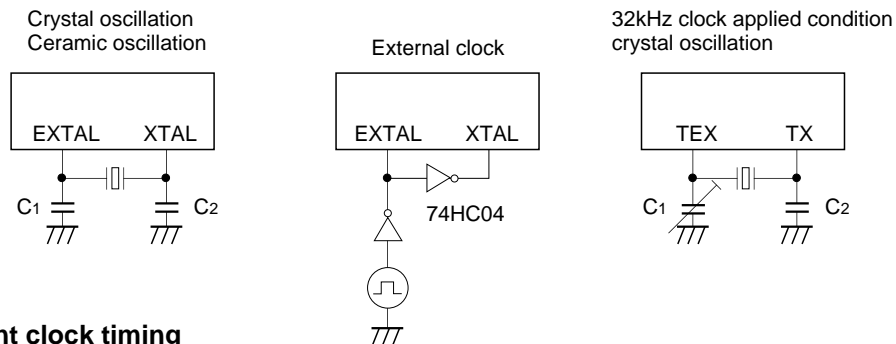 Crystal oscillation
Ceramic oscillation
EXTAL XTAL
C1 C2
External clock
EXTAL XTAL
74HC04
32kHz clock applied condition
crystal oscillation
TEX TX
C1 C2
clock timing